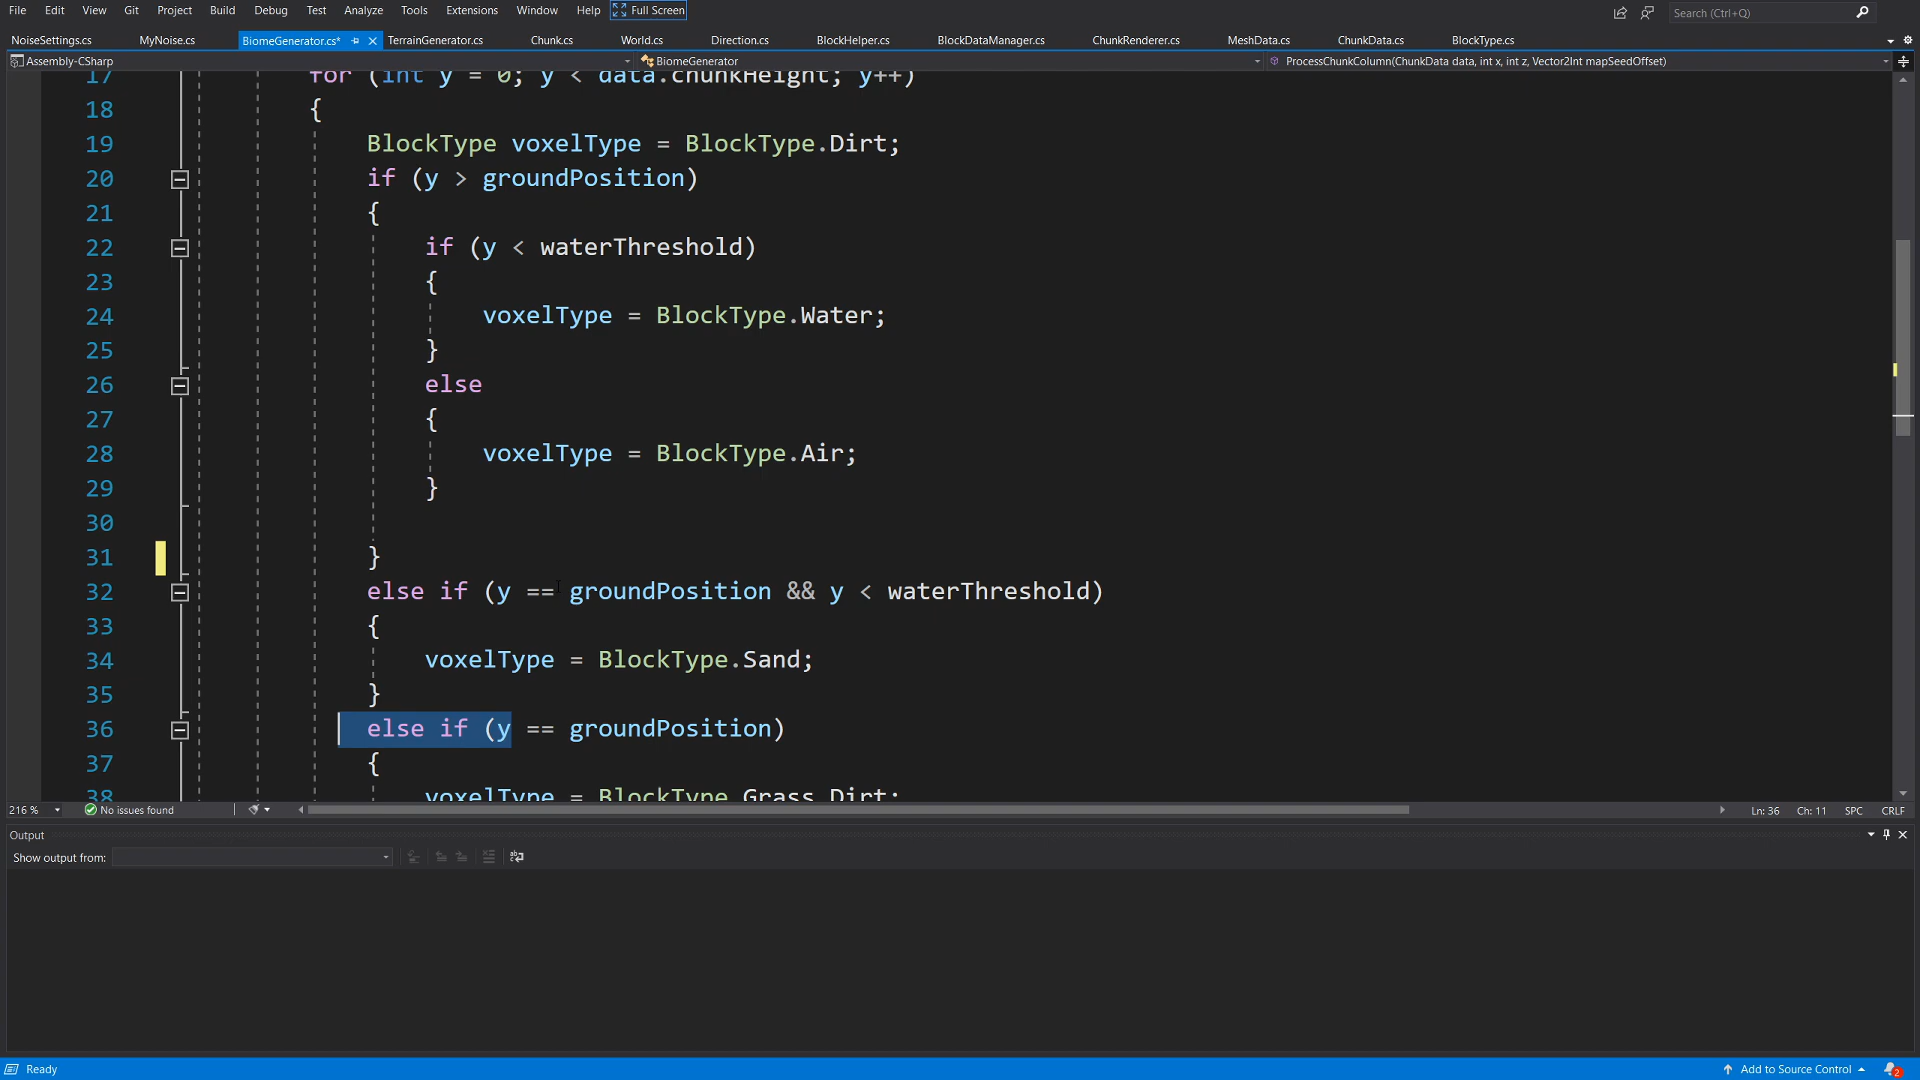 File Edit View Git Project Build Debug Test Analyze Tools Extensions Window Help Full Screen Search (Ctrl+Q)
NoiseSettings.cs MyNoise.cs BiomeGenerator.cs* TerrainGenerator.cs Chunk.cs World.cs Direction.cs BlockHelper.cs BlockDataManager.cs ChunkRenderer.cs MeshData.cs ChunkData.cs BlockType.cs
Assembly-CSharp BiomeGenerator ProcessChunkColumn(ChunkData data, int x, int z, Vector2Int mapSeedOffset)
17 for (int y = 0; y < data.chunkHeight; y++)
18 {
19 BlockType voxelType = BlockType.Dirt;
20 if (y > groundPosition)
21 {
22 if (y < waterThreshold)
23 {
24 voxelType = BlockType.Water;
25 }
26 else
27 {
28 voxelType = BlockType.Air;
29 }
30
31 }
32 else if (y == groundPosition && y < waterThreshold)
33 {
34 voxelType = BlockType.Sand;
35 }
36 else if (y == groundPosition)
37 {
38 voxelType = BlockType.Grass_Dirt;
216 % No issues found Ln: 36 Ch: 11 SPC CRLF
Output
Show output from:
Ready Add to Source Control 2